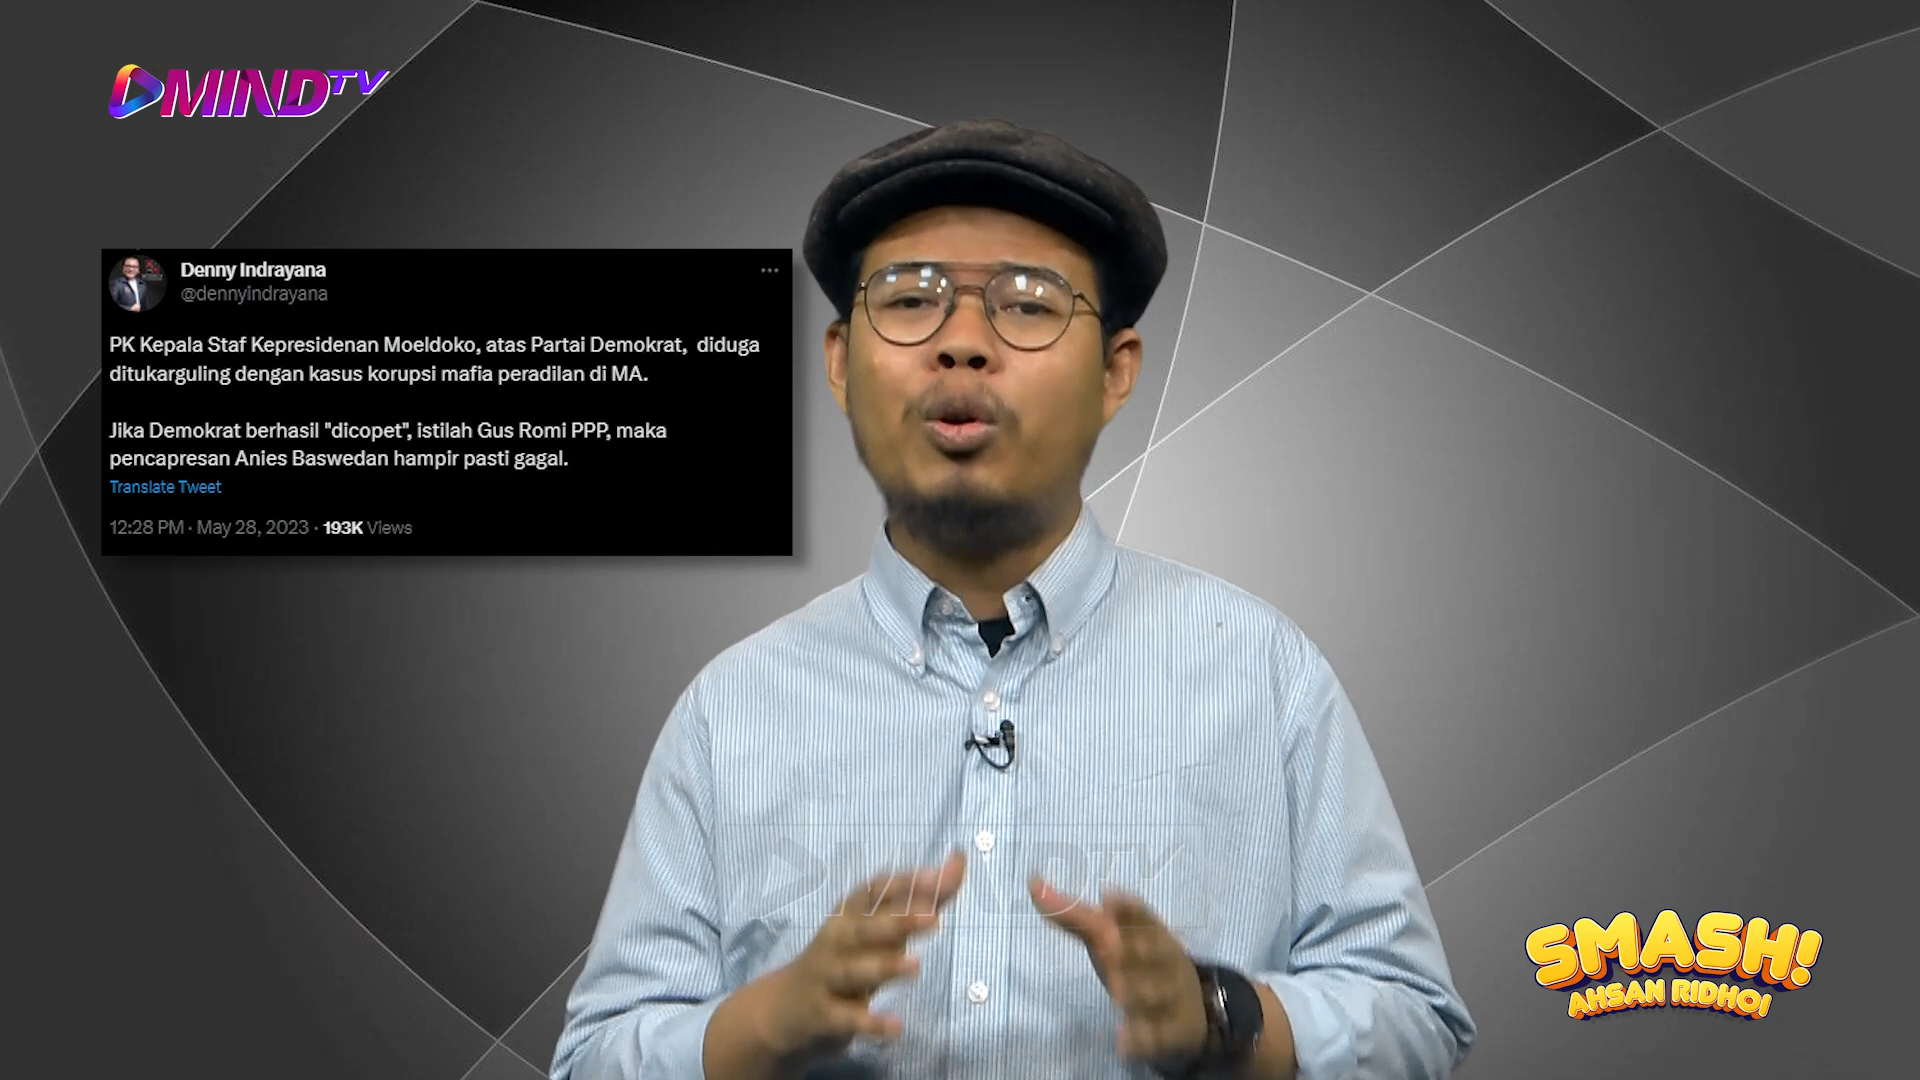 DMINDTV
Denny Indrayana
@dennyindrayana
PK Kepala Staf Kepresidenan Moeldoko, atas Partai Demokrat, diduga
ditukarguling dengan kasus korupsi mafia peradilan di MA.
Jika Demokrat berhasil "dicopet", istilah Gus Romi PPP, maka
pencapresan Anies Baswedan hampir pasti gagal.
Translate Tweet
12:28 PM · May 28, 2023 · 193K Views
DMINDTV
SMASH!
AHSAN RIDHOI